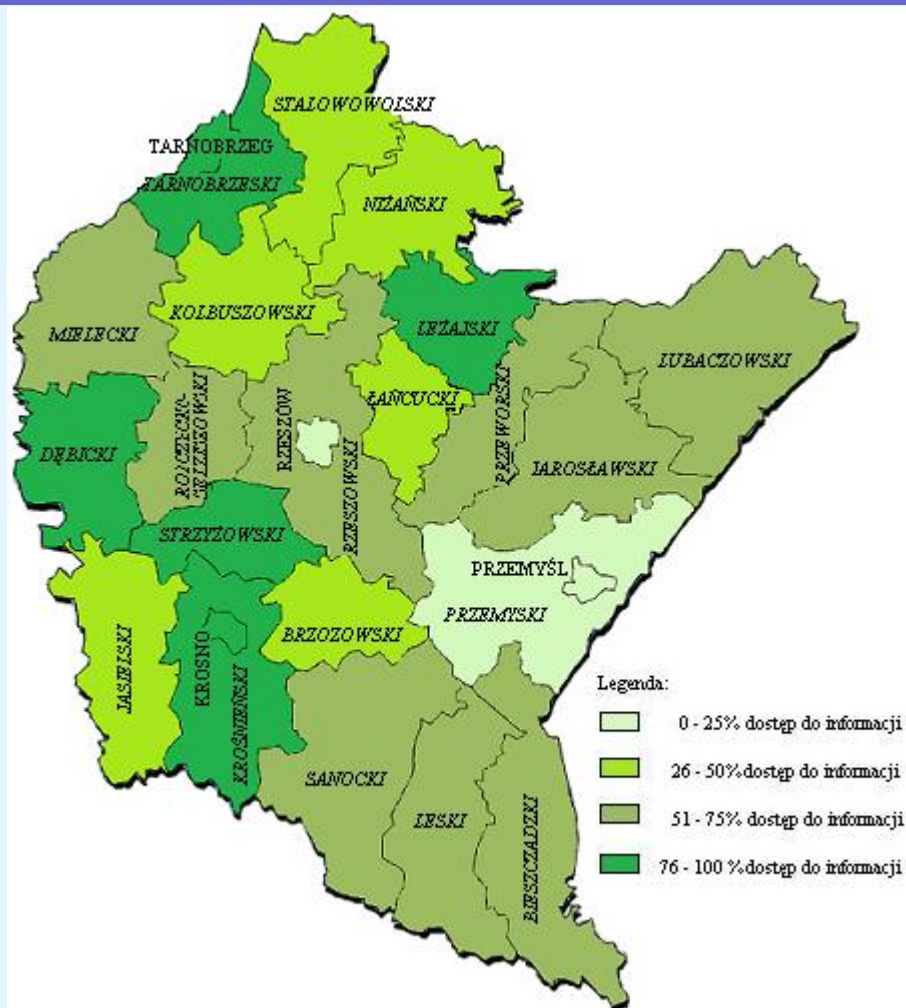 STALOWOWOLSKI
TARNOBRZEG
TARNOBRZESKI
NIŻAŃSKI
KOLBUSZOWSKI
LEŻAJSKI
MIELECKI
LUBACZOWSKI
ŁAŃCUCKI
PRZEWORSKI
RZESZÓW
DĘBICKI
JAROSŁAWSKI
RZESZOWSKI
STRZYŻOWSKI
PRZEMYŚL
PRZEMYSKI
BRZOZOWSKI
JASIELSKI
KROSNO
KROŚNIEŃSKI
SANOCKI
LESKI
BIESZCZADZKI
Legenda:
0 - 25% dostęp do informacji
26 - 50% dostęp do informacji
51 - 75% dostęp do informacji
76 - 100 % dostęp do informacji